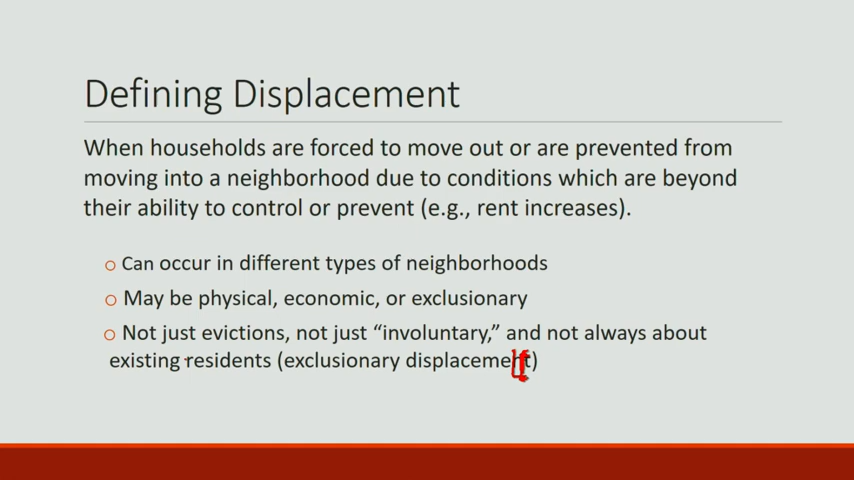 Defining Displacement
When households are forced to move out or are prevented from
moving into a neighborhood due to conditions which are beyond
their ability to control or prevent (e.g., rent increases).
o Can occur in different types of neighborhoods
o May be physical, economic, or exclusionary
o Not just evictions, not just “involuntary,” and not always about
existing residents (exclusionary displacement)